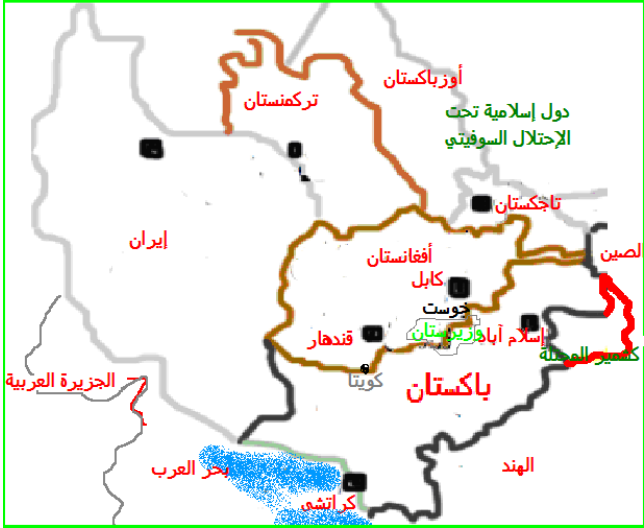 أوزباكستان
تركمنستان
دول إسلامية تحت
الإحتلال السوفيتي
تاجكستان
إيران
أفغانستان
الصين
كابل
جوست
وزيرستان
إسلام آباد
قندهار
كشمير المحتلة
كويتا
الجزيرة العربية
باكستان
بحر العرب
الهند
كراتشي